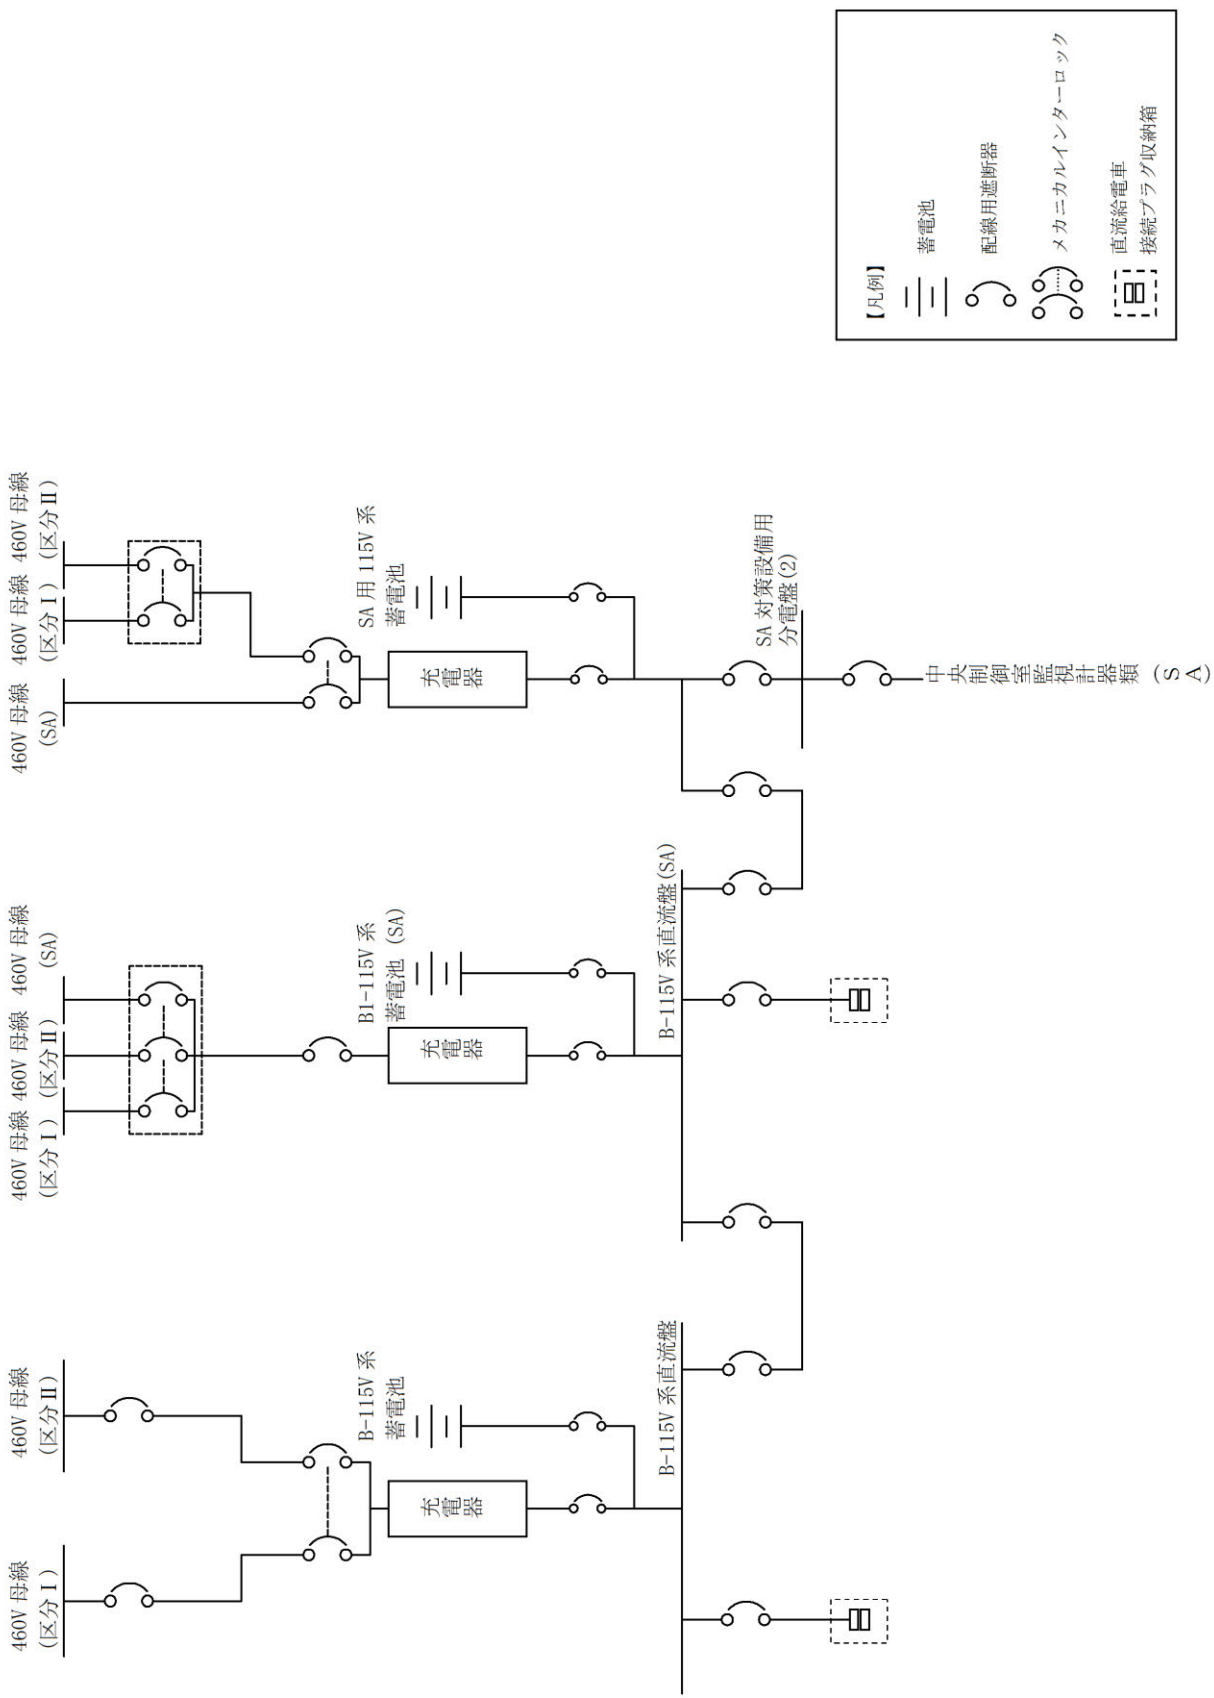 460V 母線
(区分Ⅰ)
460V 母線
(区分Ⅱ)
460V 母線
(区分Ⅰ)
460V 母線
(区分Ⅱ)
460V 母線
(SA)
460V 母線
(SA)
460V 母線
(区分Ⅰ)
460V 母線
(区分Ⅱ)
B-115V 系
蓄電池
充電器
B1-115V 系
蓄電池 (SA)
充電器
SA 用 115V 系
蓄電池
充電器
B-115V 系直流盤
B-115V 系直流盤(SA)
SA 対策設備用
分電盤(2)
中央制御室監視計器類 (SA)
【凡例】
蓄電池
配線用遮断器
メカニカルインターロック
直流給電車
接続プラグ収納箱